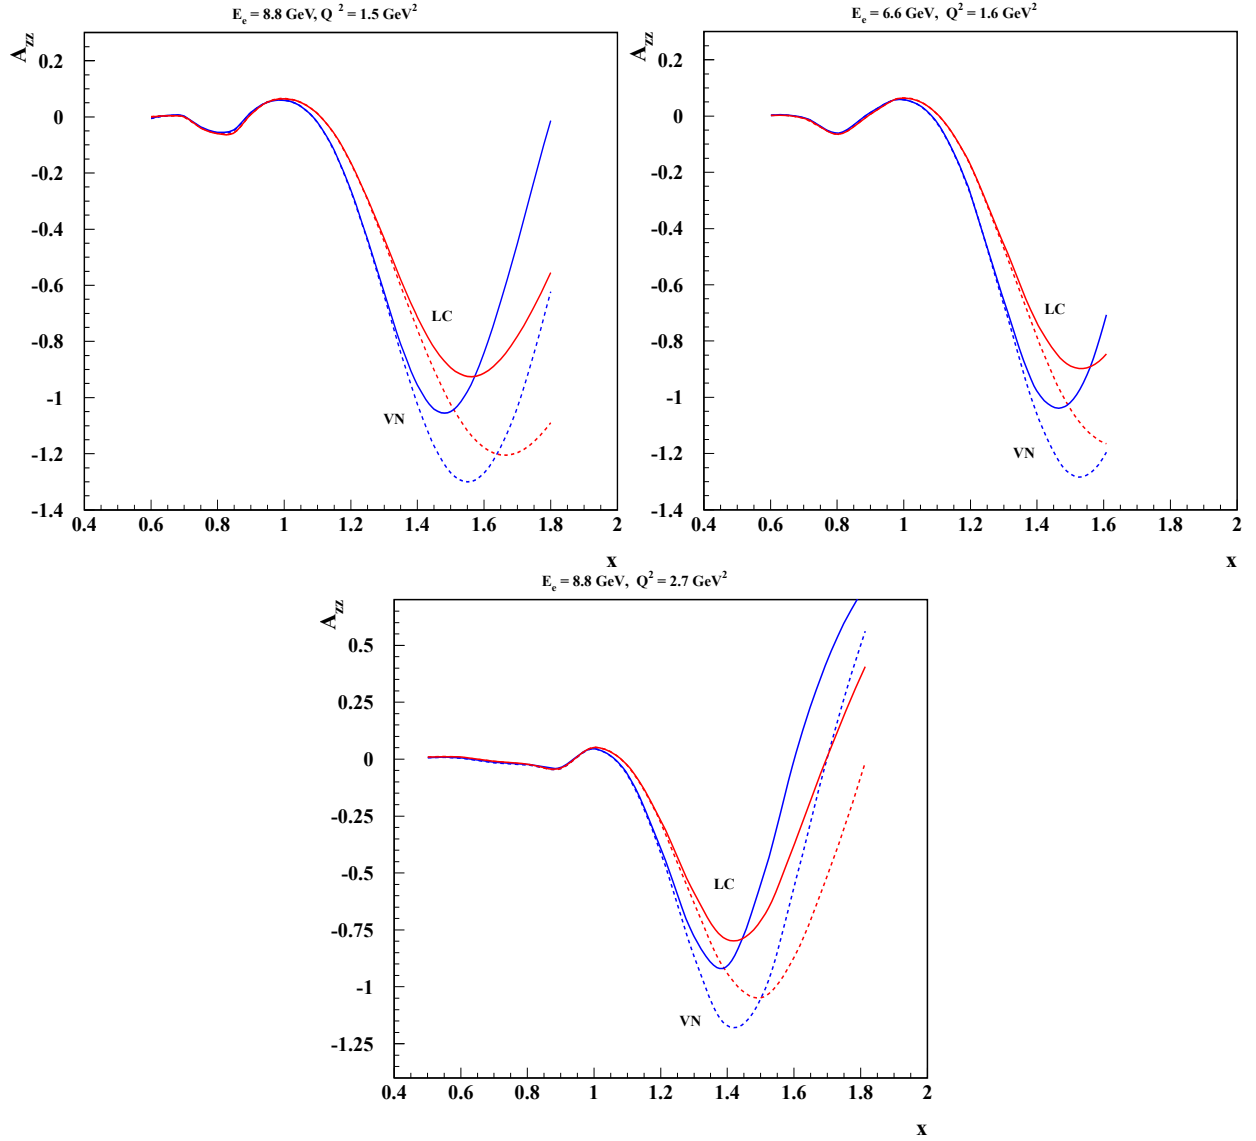 E_e = 8.8 GeV, Q^2 = 1.5 GeV^2
A_zz
0.2
0
-0.2
-0.4
-0.6
-0.8
-1
-1.2
-1.4
LC
VN
0.4 0.6 0.8 1 1.2 1.4 1.6 1.8 2
x
E_e = 6.6 GeV, Q^2 = 1.6 GeV^2
A_zz
0.2
0
-0.2
-0.4
-0.6
-0.8
-1
-1.2
-1.4
LC
VN
0.4 0.6 0.8 1 1.2 1.4 1.6 1.8 2
x
E_e = 8.8 GeV, Q^2 = 2.7 GeV^2
A_zz
0.5
0.25
0
-0.25
-0.5
-0.75
-1
-1.25
LC
VN
0.4 0.6 0.8 1 1.2 1.4 1.6 1.8 2
x